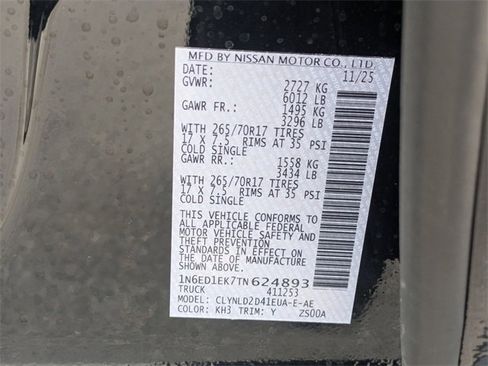 MFD BY NISSAN MOTOR CO., LTD.
DATE: 11/25
GVWR: 2727 KG
6012 LB
GAWR FR.: 1495 KG
3296 LB
WITH 265/70R17 TIRES
17 X 7.5 RIMS AT 35 PSI
COLD SINGLE
GAWR RR.: 1558 KG
3434 LB
WITH 265/70R17 TIRES
17 X 7.5 RIMS AT 35 PSI
COLD SINGLE
THIS VEHICLE CONFORMS TO
ALL APPLICABLE FEDERAL
MOTOR VEHICLE SAFETY AND
THEFT PREVENTION
STANDARDS IN EFFECT ON
THE DATE OF MANUFACTURE
SHOWN ABOVE.
1N6ED1EK7TN624893
TRUCK 411253
MODEL: CLYNLD2D41EUA-E-AE
COLOR: KH3 TRIM: Y ZS00A